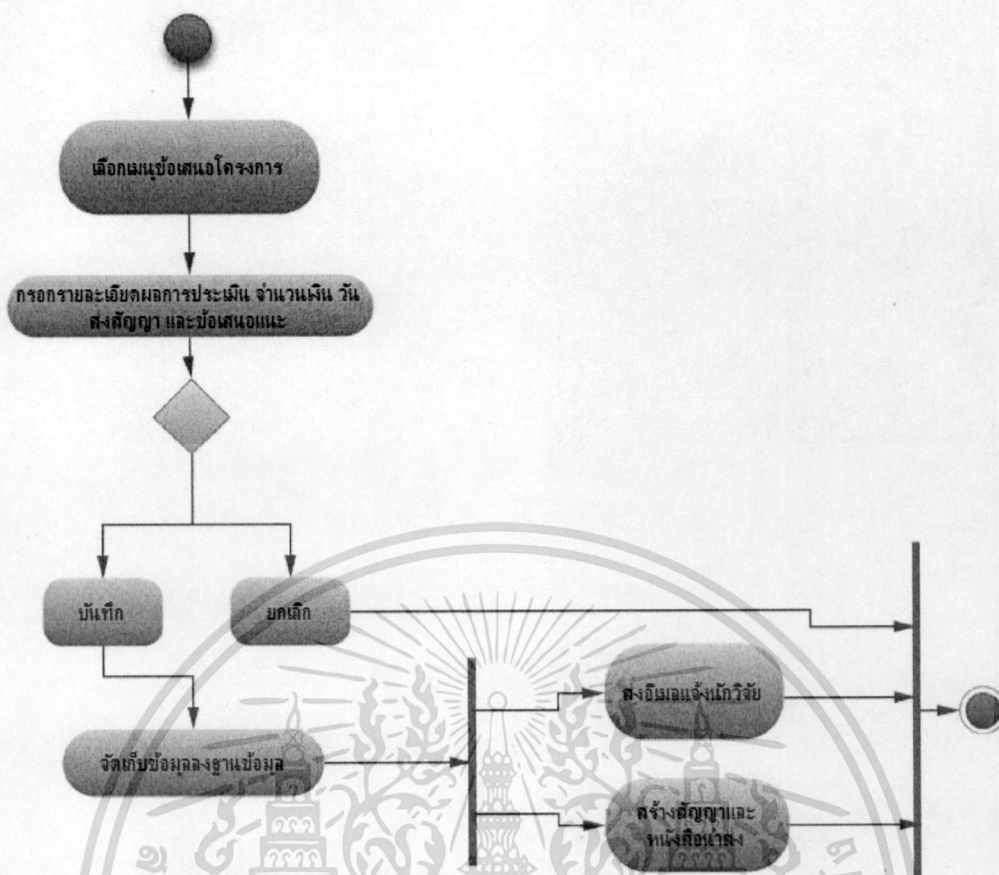 เลือกเมนูข้อเสนอโครงการ
กรอกรายละเอียดผลการประเมิน จำนวนเงิน วัน
ส่งสัญญา และข้อเสนอแนะ
บันทึก
ยกเลิก
ส่งอีเมลแจ้งนักวิจัย
จัดเก็บข้อมูลลงฐานข้อมูล
สร้างสัญญาและ
หนังสือนำส่ง